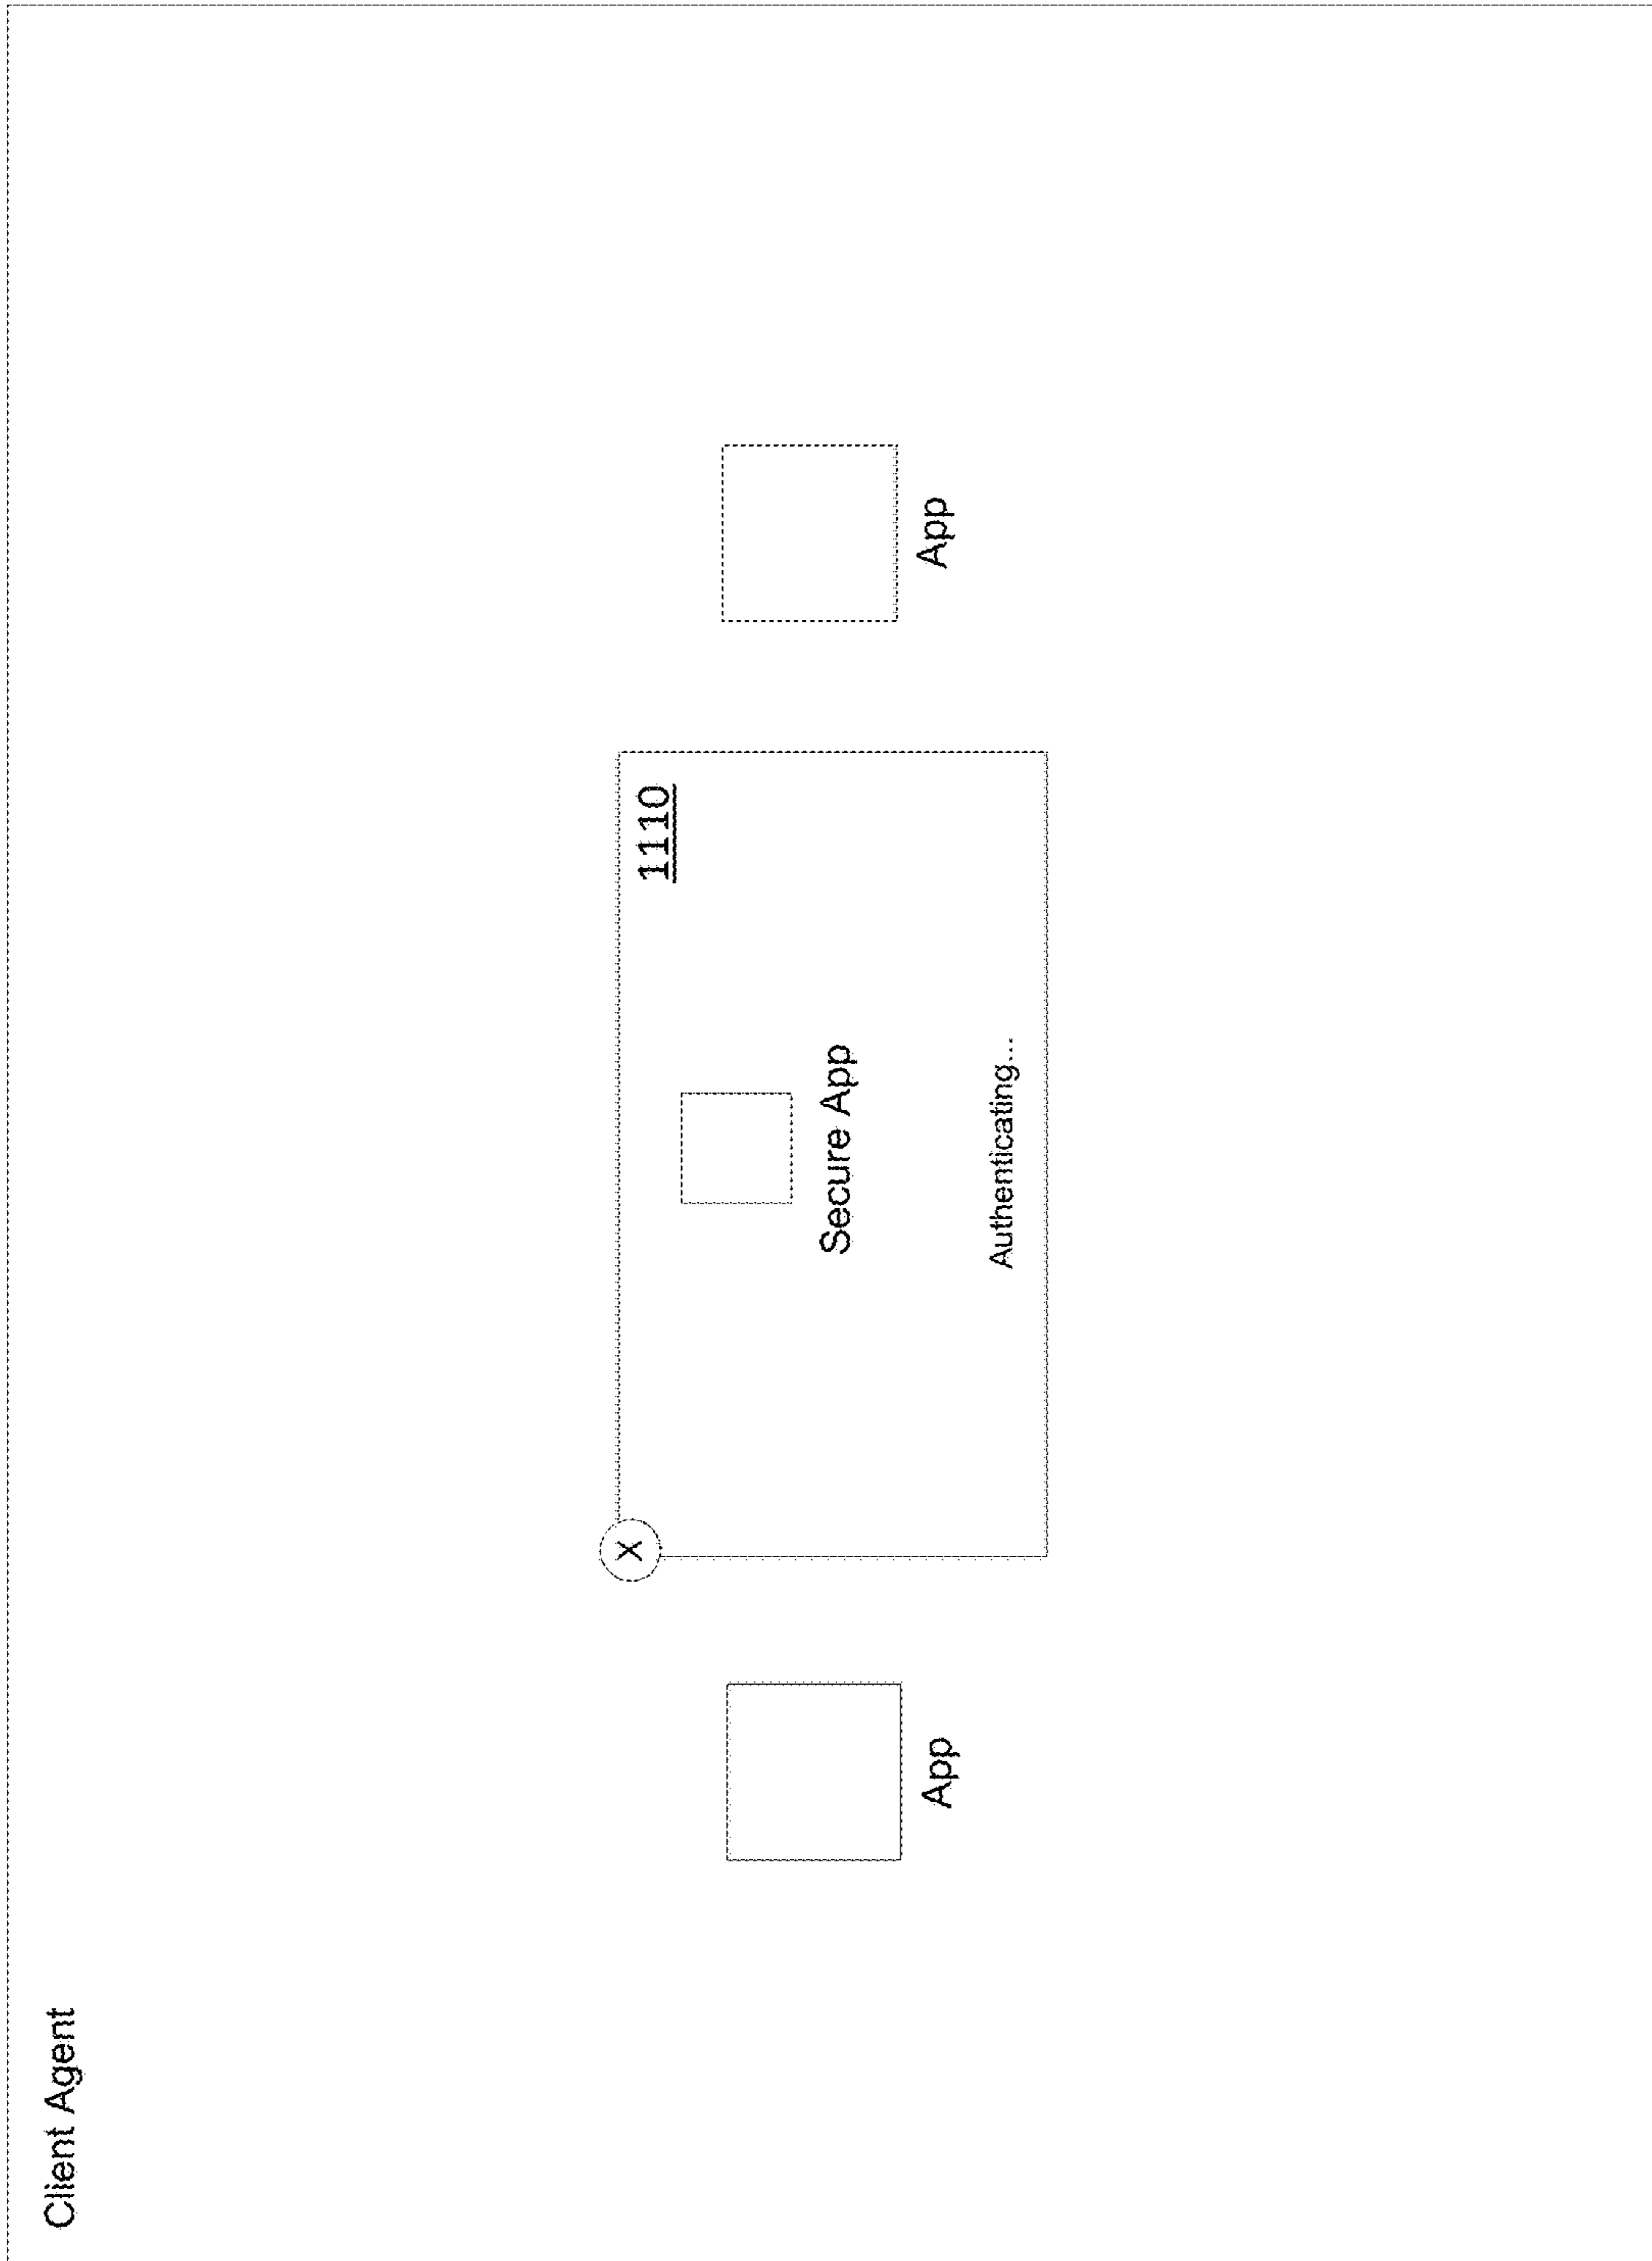 Client Agent
X
1110
Secure App
Authenticating...
App
App